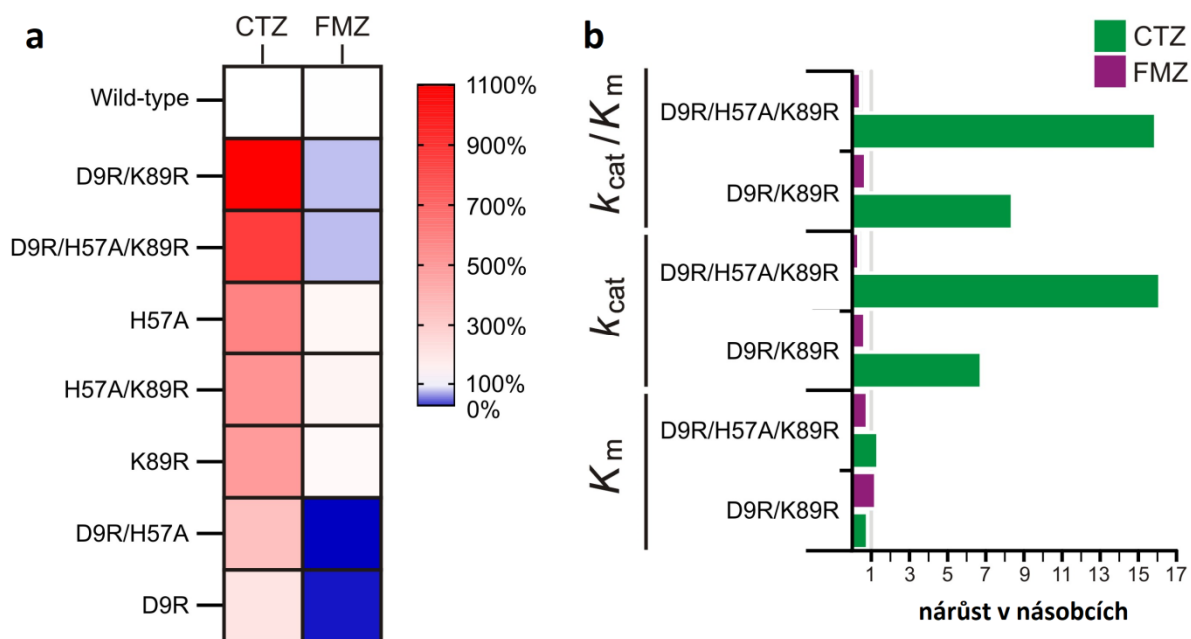 a
CTZ FMZ
Wild-type
D9R/K89R
D9R/H57A/K89R
H57A
H57A/K89R
K89R
D9R/H57A
D9R
1100%
900%
700%
500%
300%
100%
0%
b
CTZ
FMZ
kcat / Km
D9R/H57A/K89R
D9R/K89R
kcat
D9R/H57A/K89R
D9R/K89R
Km
D9R/H57A/K89R
D9R/K89R
1 3 5 7 9 11 13 15 17
nárůst v násobcích